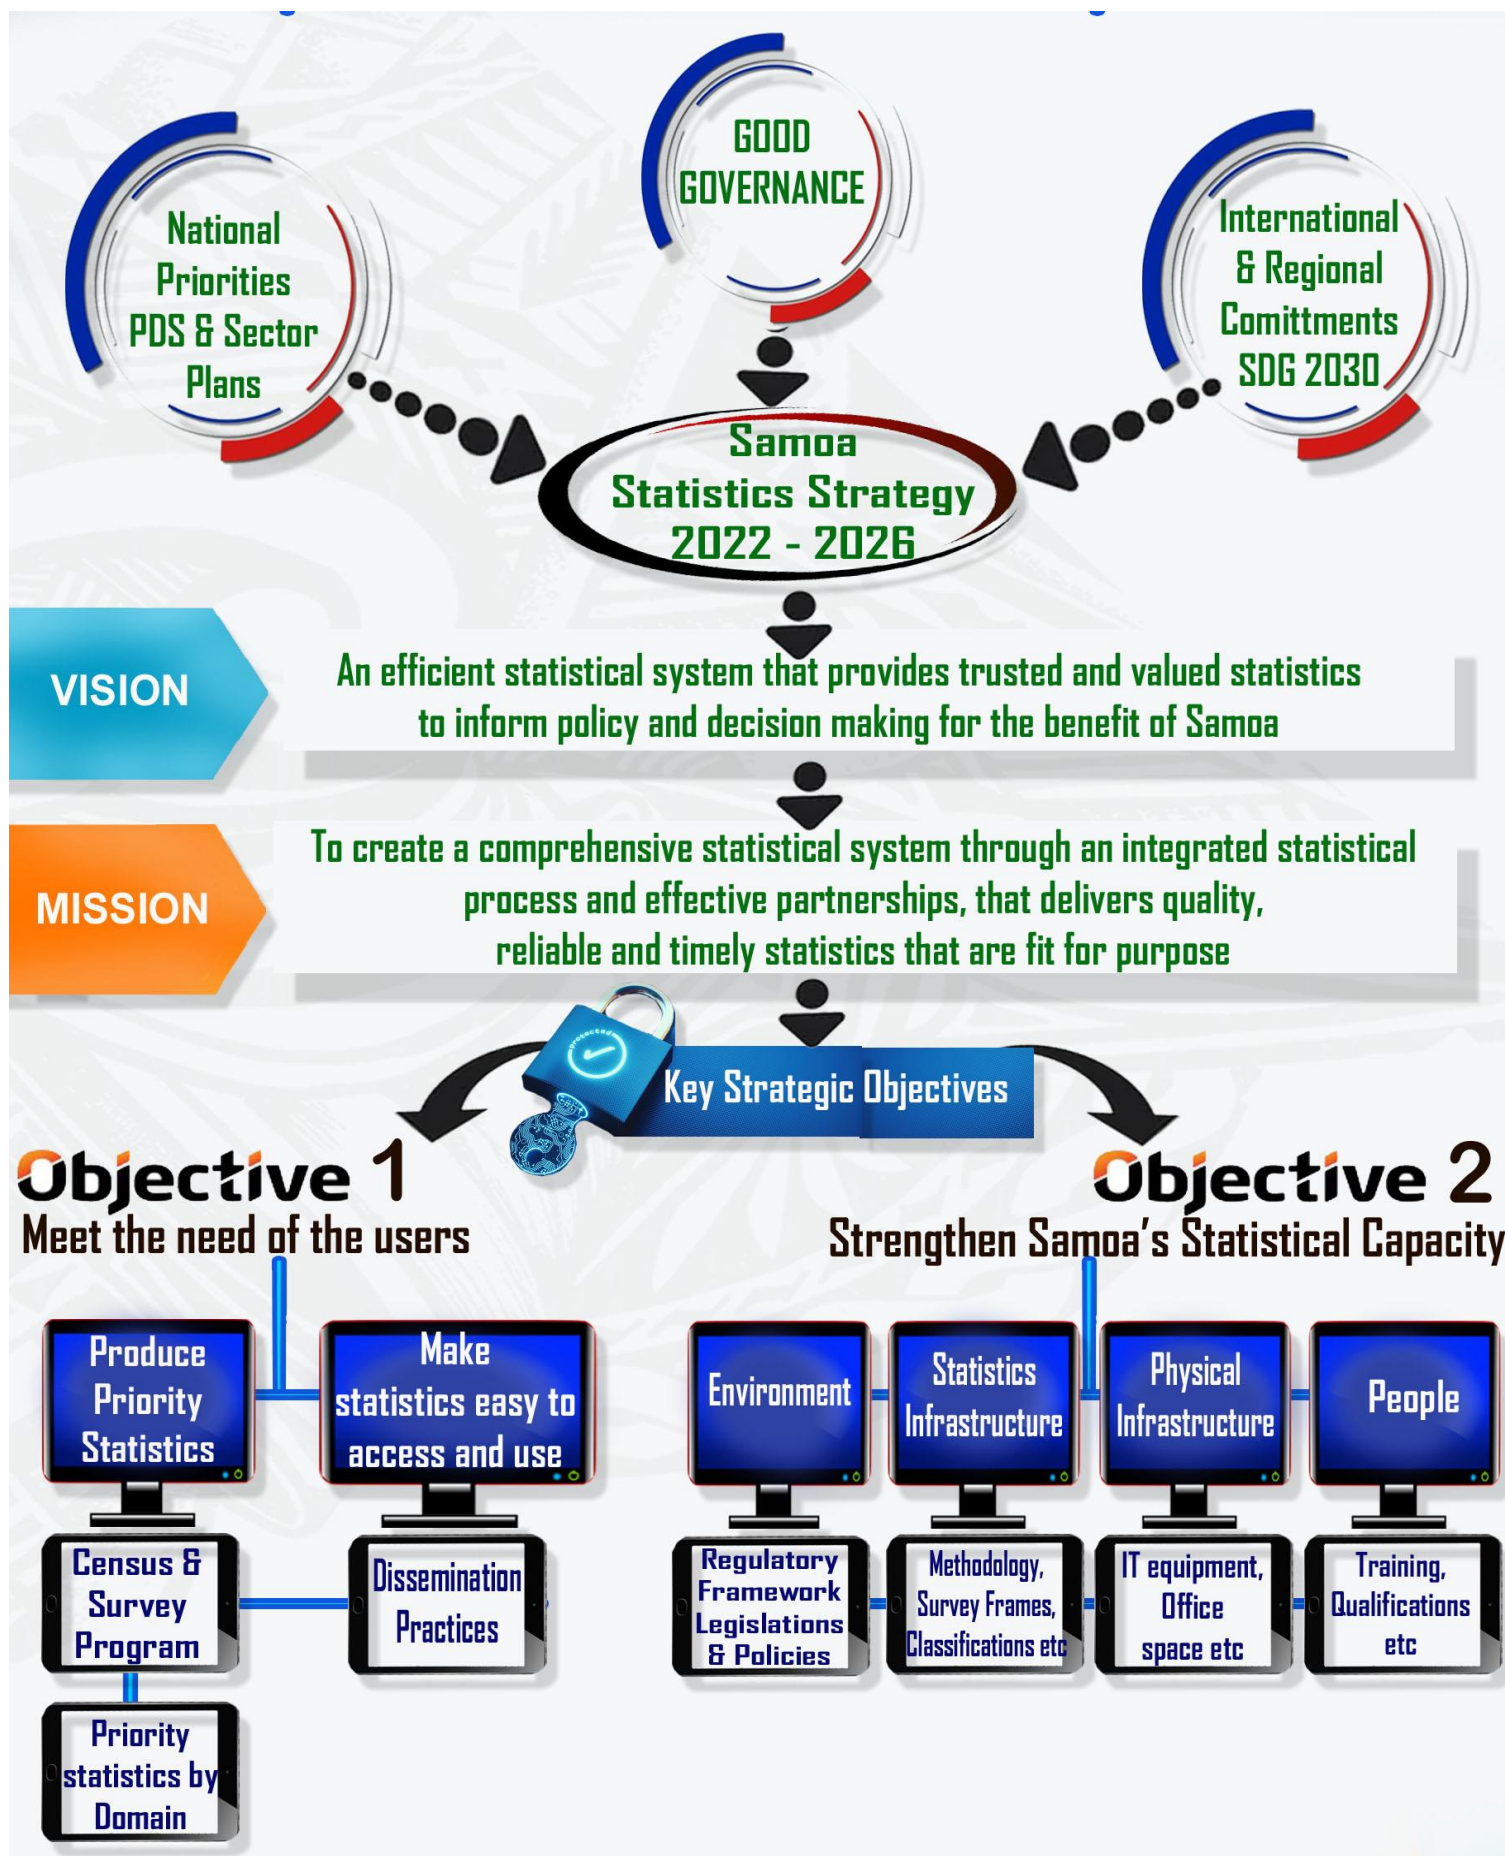 GOOD
GOVERNANCE
National
Priorities
PDS & Sector
Plans
International
& Regional
Comittments
SDG 2030
Samoa
Statistics Strategy
2022 - 2026
VISION
An efficient statistical system that provides trusted and valued statistics
to inform policy and decision making for the benefit of Samoa
MISSION
To create a comprehensive statistical system through an integrated statistical
process and effective partnerships, that delivers quality,
reliable and timely statistics that are fit for purpose
protected
Key Strategic Objectives
Objective 1
Meet the need of the users
Objective 2
Strengthen Samoa's Statistical Capacity
Produce
Priority
Statistics
Make
statistics easy to
access and use
Environment
Statistics
Infrastructure
Physical
Infrastructure
People
Census &
Survey
Program
Dissemination
Practices
Regulatory
Framework
Legislations
& Policies
Methodology,
Survey Frames,
Classifications etc
IT equipment,
Office
space etc
Training,
Qualifications
etc
Priority
statistics by
Domain